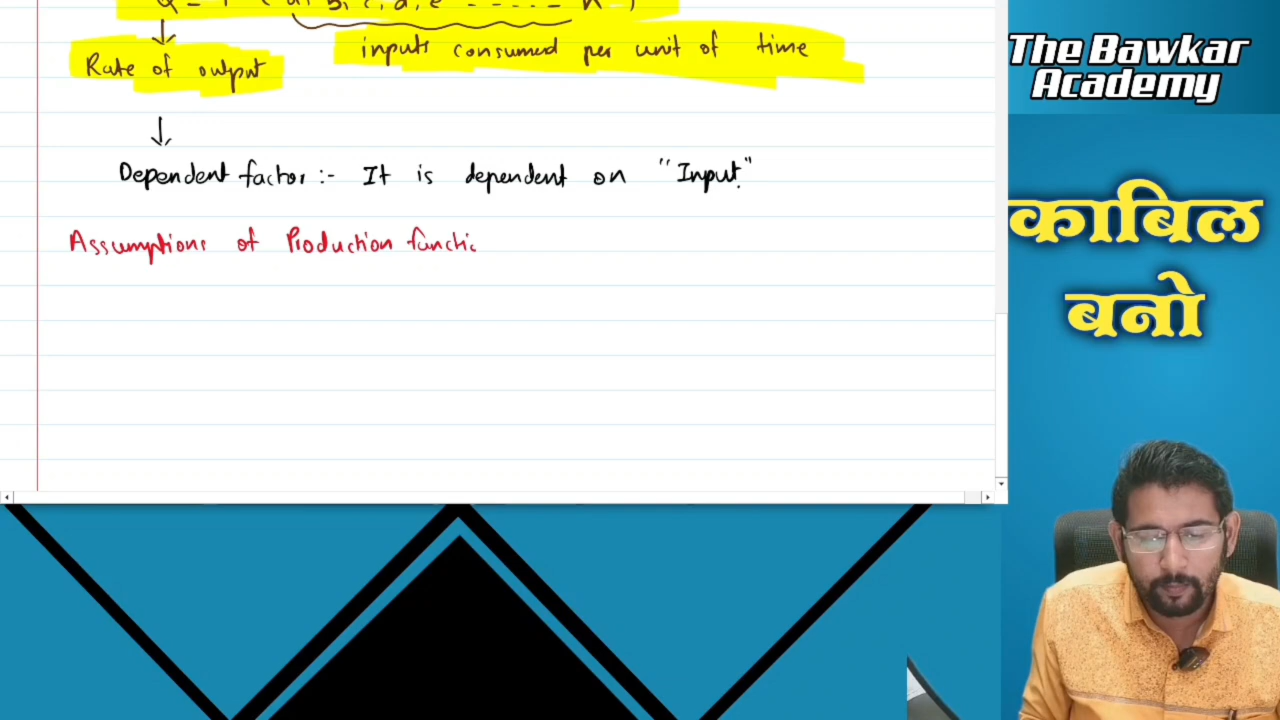 inputs consumed per unit of time
Rate of output
Dependent factor :- It is dependent on "Input".
Assumptions of Production functi
The Bawkar
Academy
काबिल
बनो